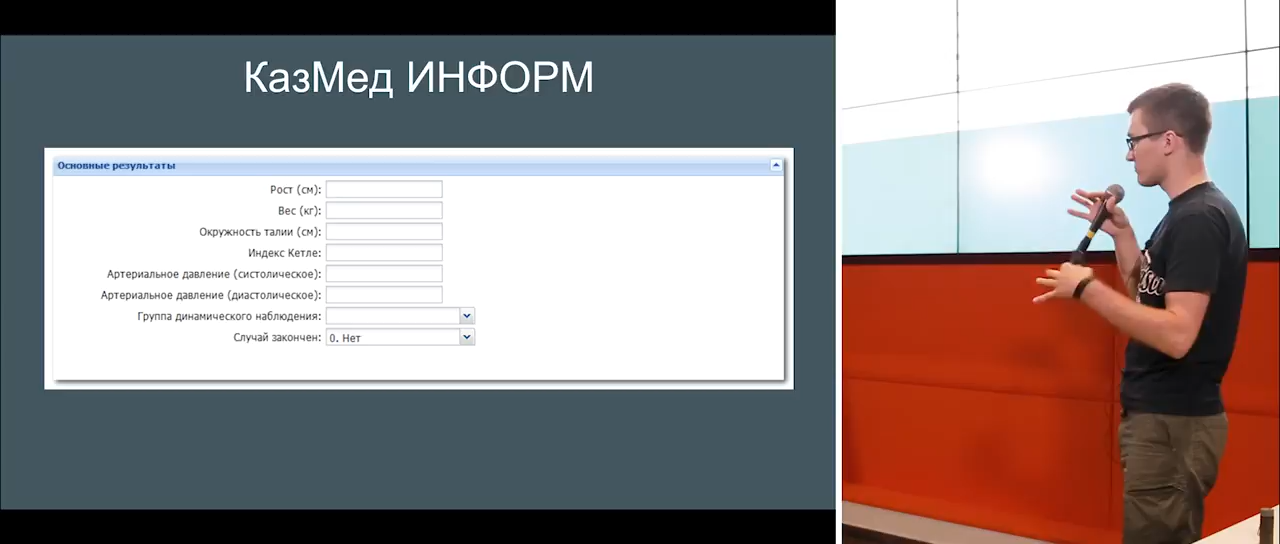 КазМед ИНФОРМ
Основные результаты
Рост (см):
Вес (кг):
Окружность талии (см):
Индекс Кетле:
Артериальное давление (систолическое):
Артериальное давление (диастолическое):
Группа динамического наблюдения:
Случай закончен: 0. Нет